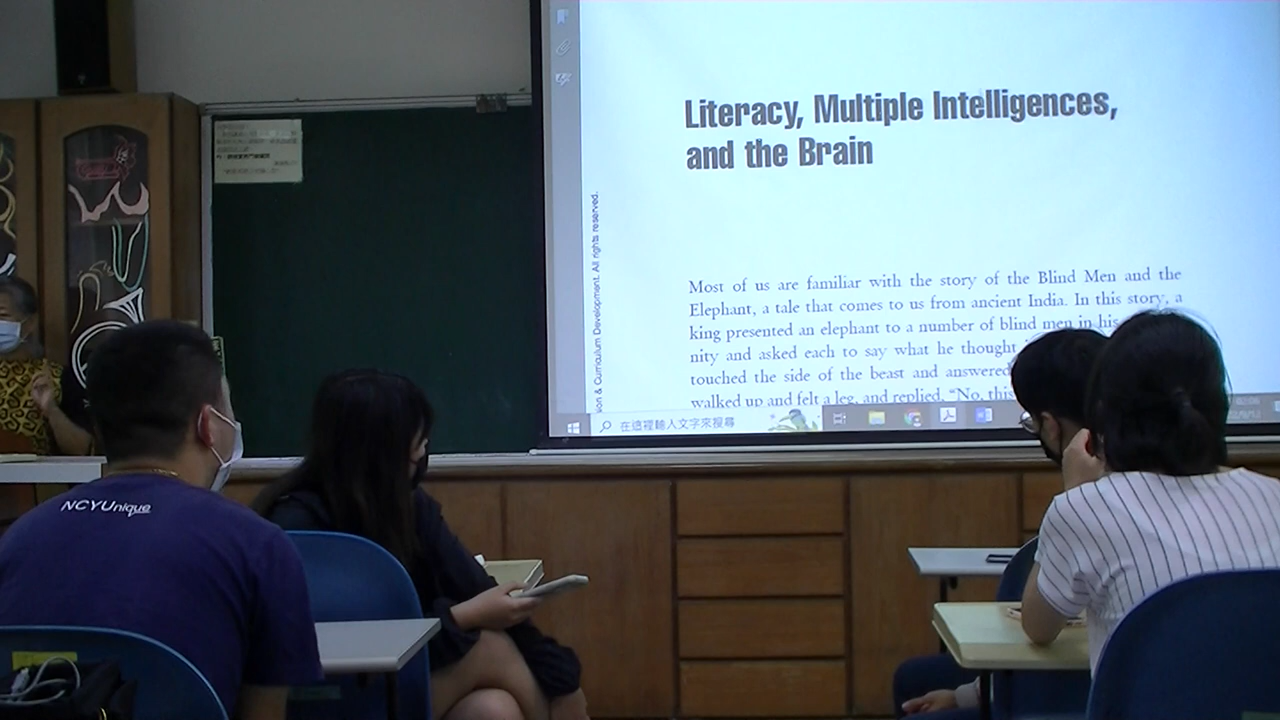 Literacy, Multiple Intelligences,
and the Brain
Most of us are familiar with the story of the Blind Men and the
Elephant, a tale that comes to us from ancient India. In this story, a
king presented an elephant to a number of blind men in his
nity and asked each to say what he thought
touched the side of the beast and answered
walked up and felt a leg, and replied, “No, this
ion & Curriculum Development. All rights reserved.
在這裡輸入文字來搜尋
NCYUnique